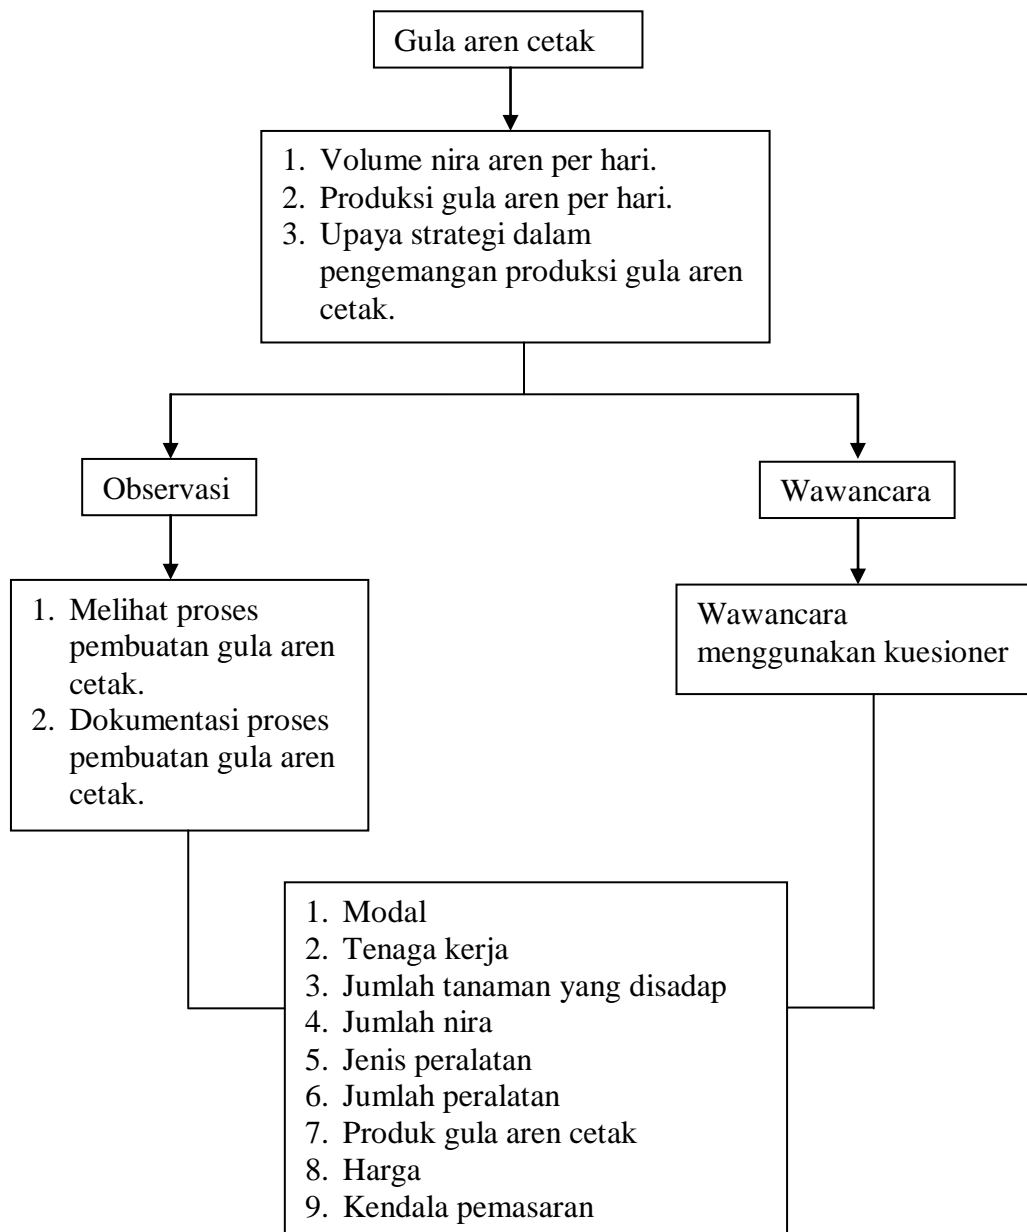 Gula aren cetak
1. Volume nira aren per hari.
2. Produksi gula aren per hari.
3. Upaya strategi dalam
pengemangan produksi gula aren
cetak.
Observasi
Wawancara
1. Melihat proses
pembuatan gula aren
cetak.
2. Dokumentasi proses
pembuatan gula aren
cetak.
Wawancara
menggunakan kuesioner
1. Modal
2. Tenaga kerja
3. Jumlah tanaman yang disadap
4. Jumlah nira
5. Jenis peralatan
6. Jumlah peralatan
7. Produk gula aren cetak
8. Harga
9. Kendala pemasaran